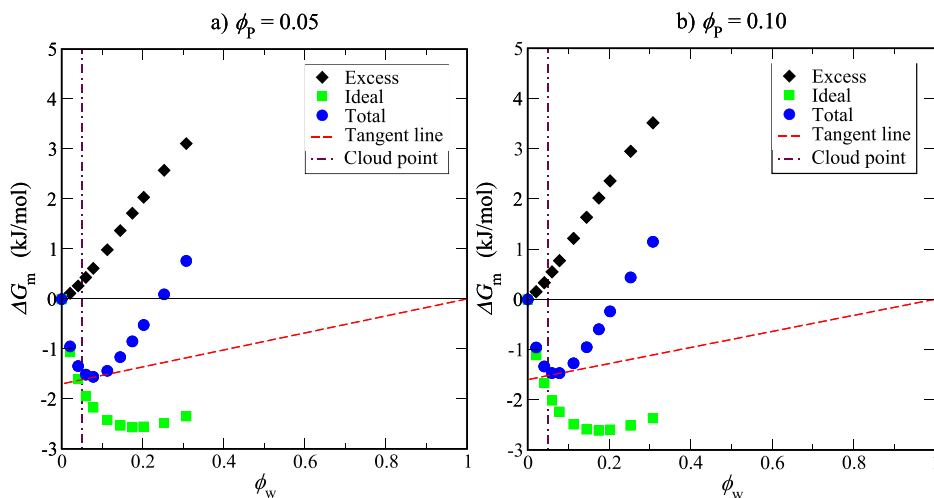 a) ϕP = 0.05
5
4
3
2
1
0
-1
-2
-3
ΔGm (kJ/mol)
Excess
Ideal
Total
Tangent line
Cloud point
0 0.2 0.4 0.6 0.8 1
ϕw
b) ϕP = 0.10
5
4
3
2
1
0
-1
-2
-3
ΔGm (kJ/mol)
Excess
Ideal
Total
Tangent line
Cloud point
0 0.2 0.4 0.6 0.8 1
ϕw